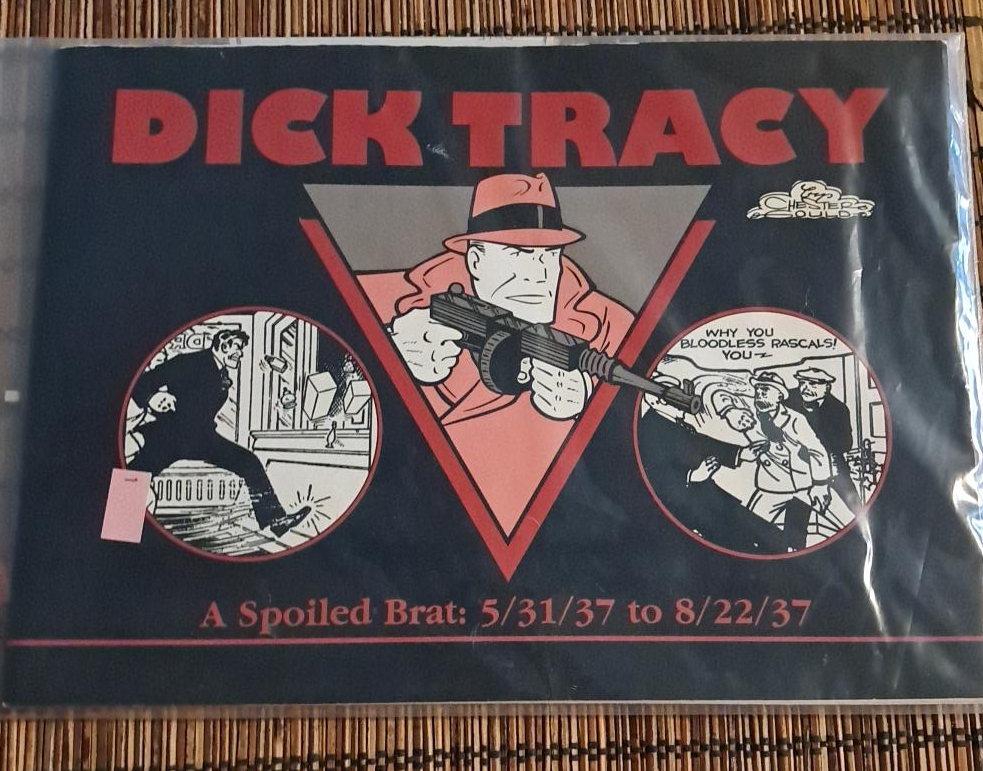 DICK TRACY
CHESTER
GOULD
WHY YOU
BLOODLESS RASCALS!
YOU~
A Spoiled Brat: 5/31/37 to 8/22/37